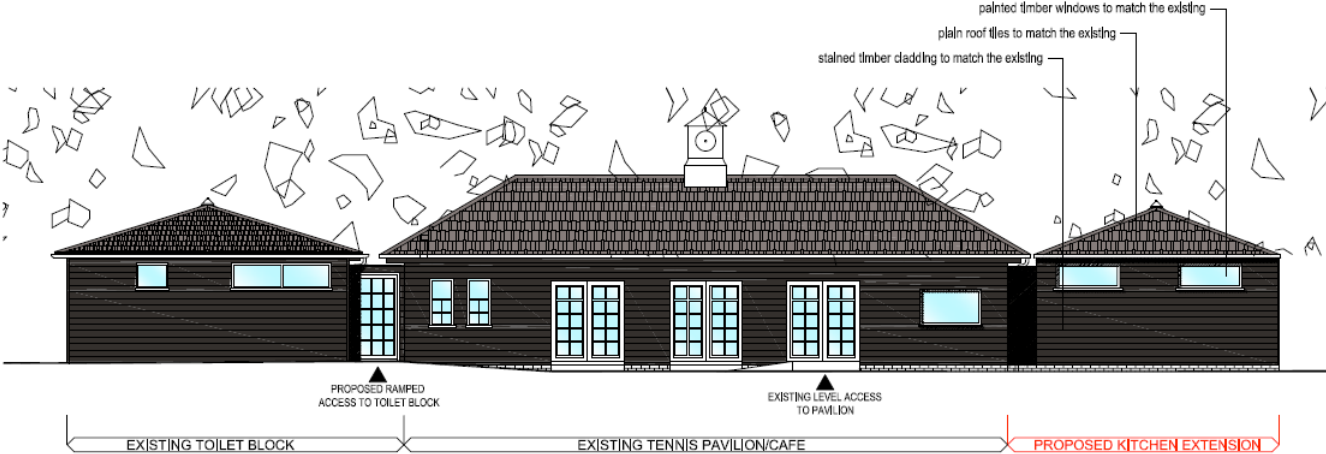 painted timber windows to match the existing
plain roof tiles to match the existing
stained timber cladding to match the existing
PROPOSED RAMPED
ACCESS TO TOILET BLOCK
EXISTING LEVEL ACCESS
TO PAVILION
EXISTING TOILET BLOCK
EXISTING TENNIS PAVILION/CAFE
PROPOSED KITCHEN EXTENSION